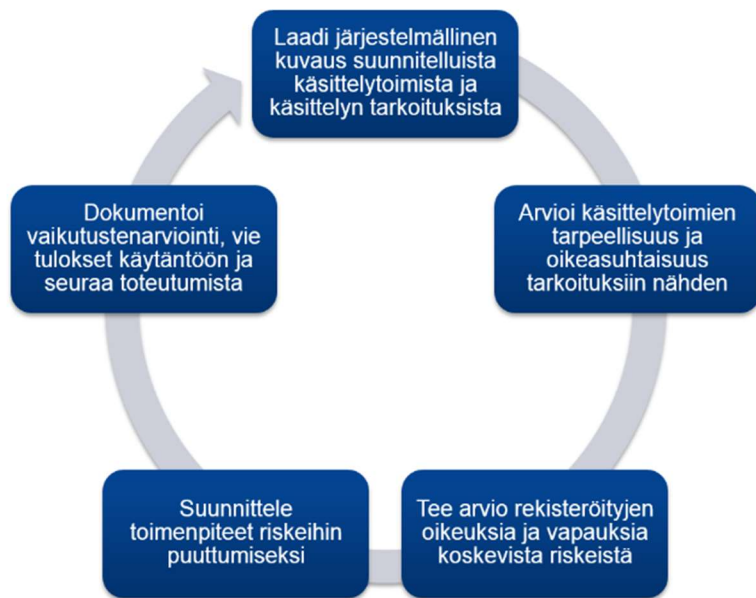 Laadi järjestelmällinen
kuvaus suunnitelluista
käsittelytoimista ja
käsittelyn tarkoituksista
Arvioi käsittelytoimien
tarpeellisuus ja
oikeasuhtaisuus
tarkoituksiin nähden
Tee arvio rekisteröityjen
oikeuksia ja vapauksia
koskevista riskeistä
Suunnittele
toimenpiteet riskeihin
puuttumiseksi
Dokumentoi
vaikutustenarviointi, vie
tulokset käytäntöön ja
seuraa toteutumista